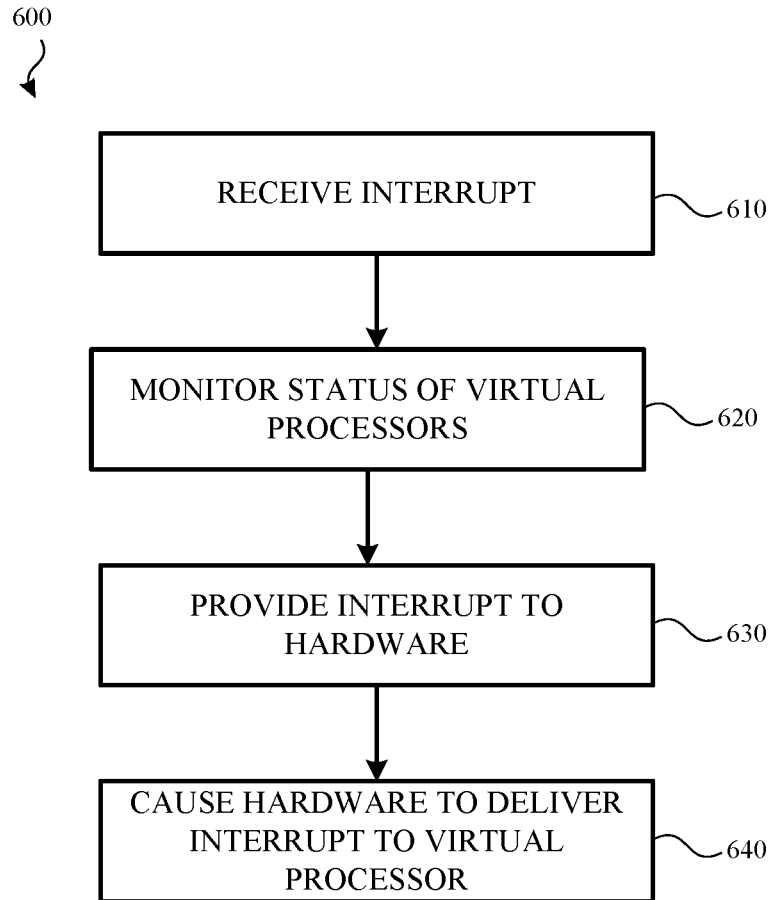 600
RECEIVE INTERRUPT
610
MONITOR STATUS OF VIRTUAL
PROCESSORS
620
PROVIDE INTERRUPT TO
HARDWARE
630
CAUSE HARDWARE TO DELIVER
INTERRUPT TO VIRTUAL
PROCESSOR
640